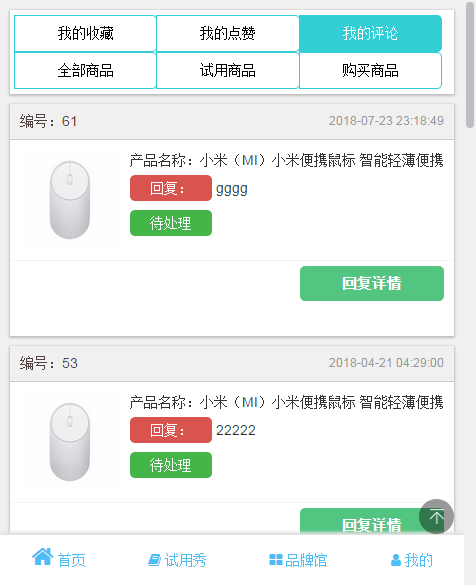 我的收藏 我的点赞 我的评论
全部商品 试用商品 购买商品
编号：61 2018-07-23 23:18:49
产品名称：小米（MI）小米便携鼠标 智能轻薄便携
回复： gggg
待处理
回复详情
编号：53 2018-04-21 04:29:00
产品名称：小米（MI）小米便携鼠标 智能轻薄便携
回复： 22222
待处理
回复详情
首页 试用秀 品牌馆 我的